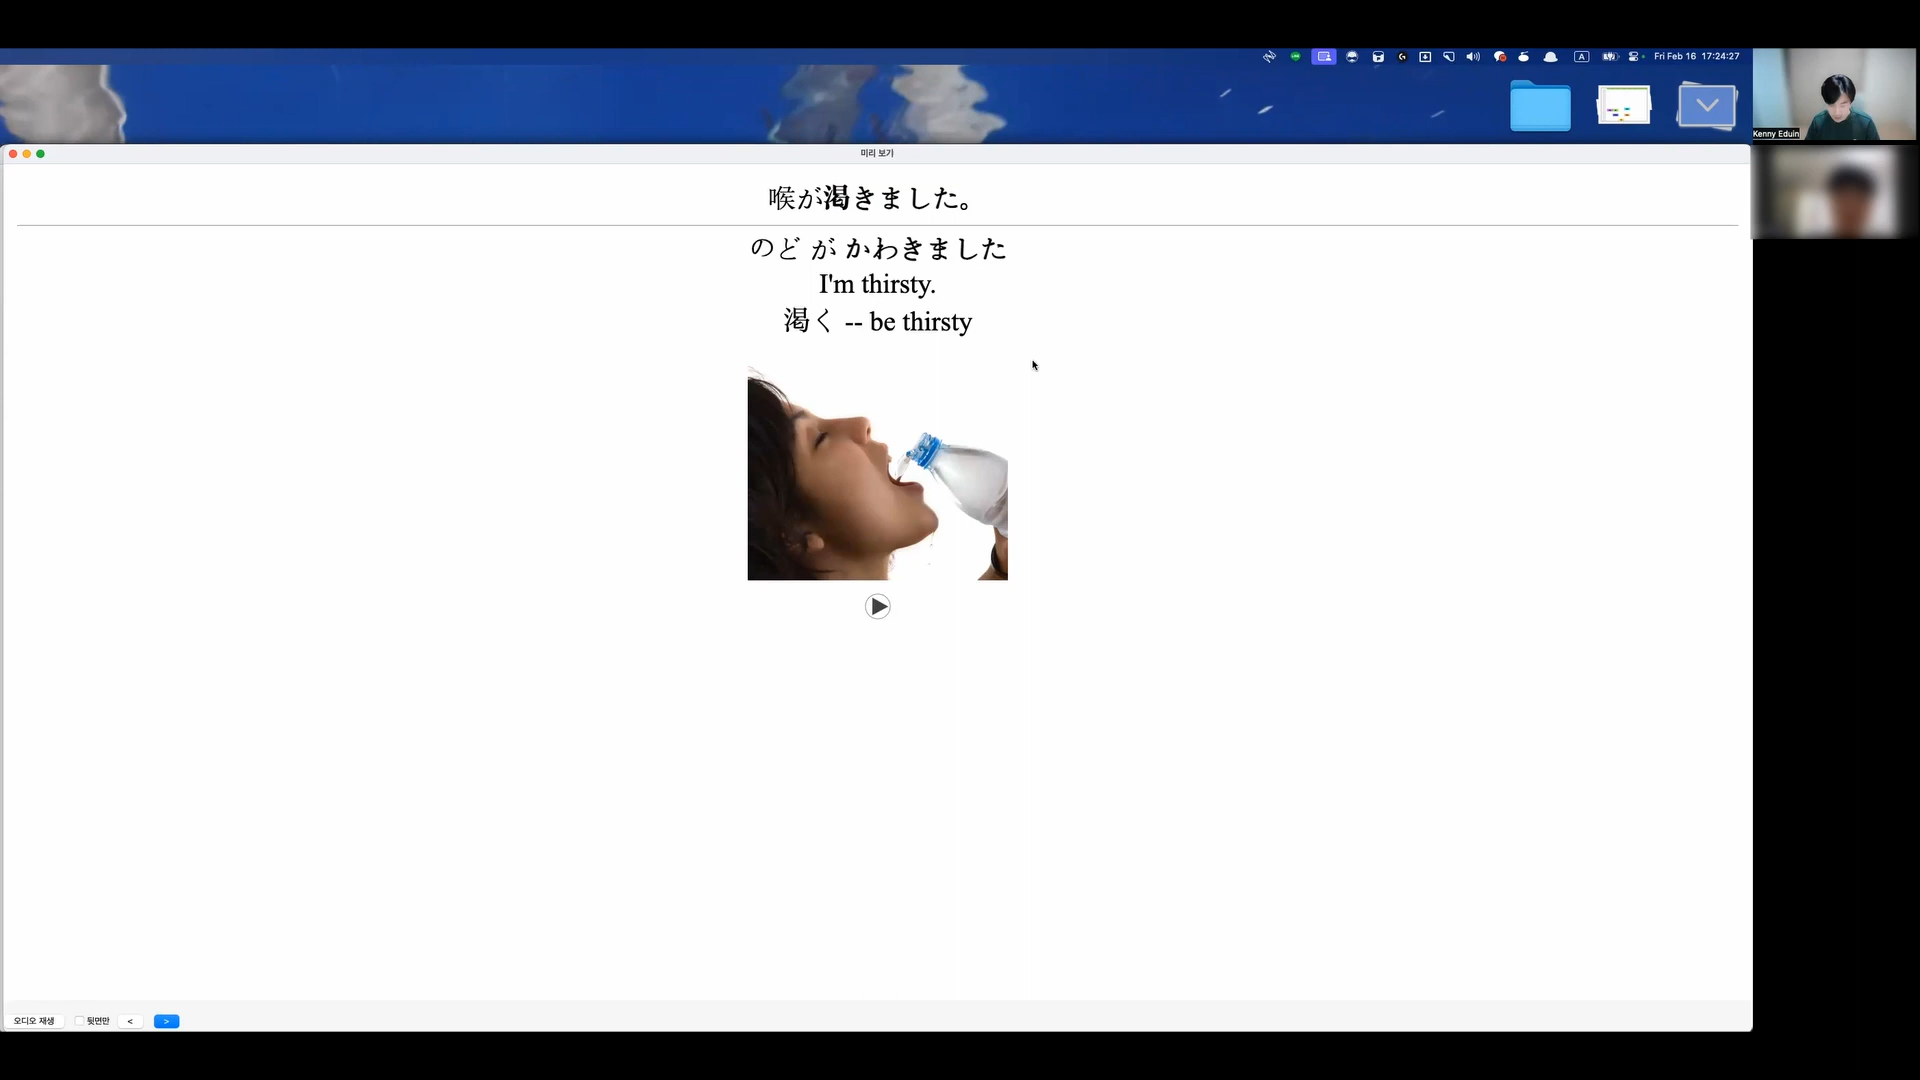 A
Fri Feb 16 17:24:27
Kenny Eduin
미리 보기
喉が渇きました。
のど が かわきました
I'm thirsty.
渇く -- be thirsty
오디오 재생
뒷면만
<
>